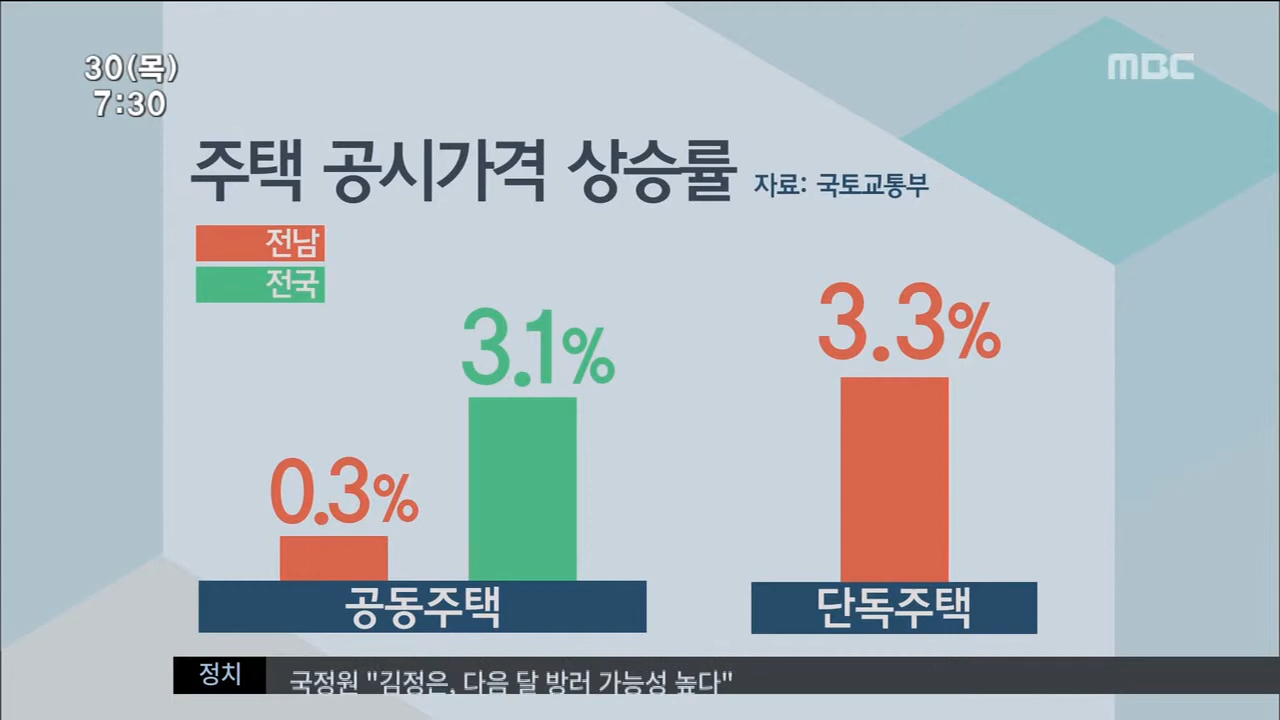 30(목)
7:30
MBC
주택 공시가격 상승률 자료: 국토교통부
전남
전국
0.3%
3.1%
3.3%
공동주택
단독주택
정치 국정원 "김정은, 다음 달 방러 가능성 높다"